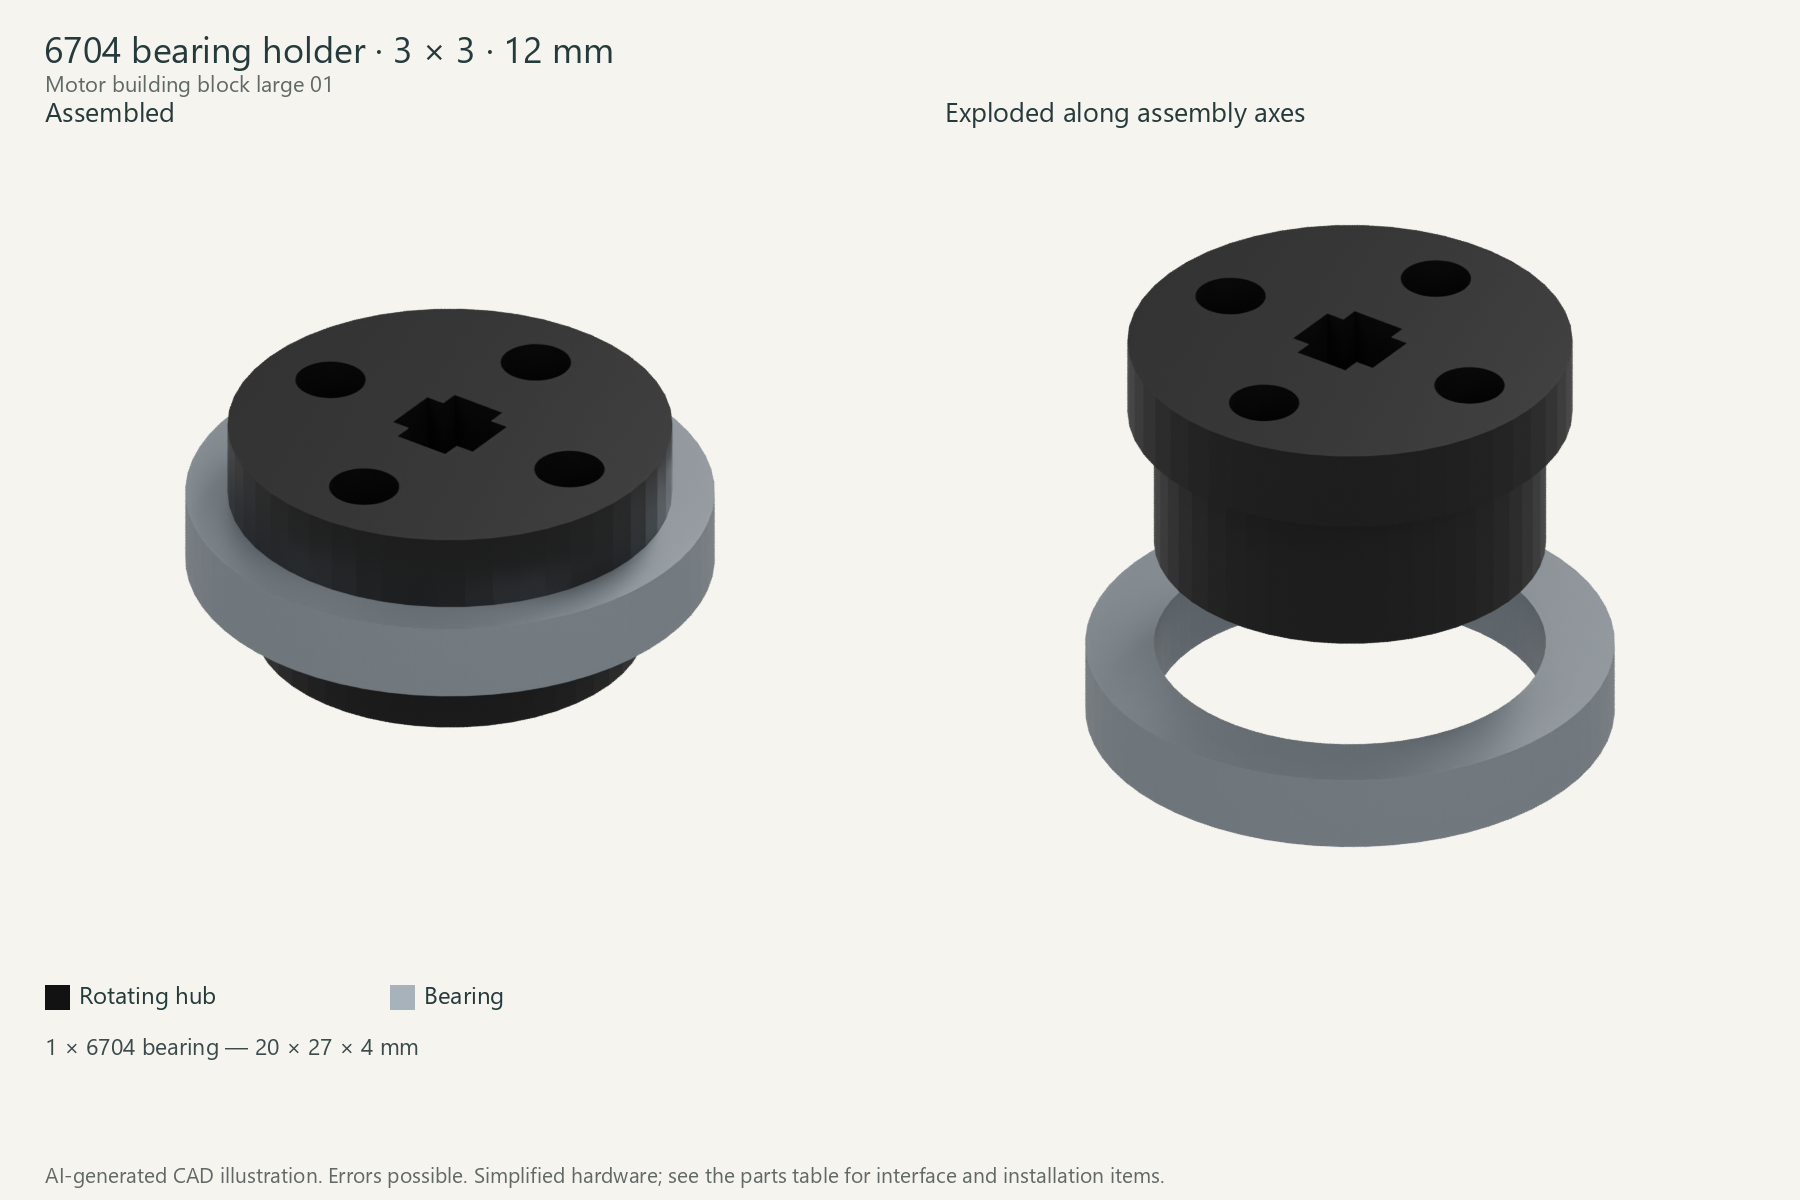 6704 bearing holder · 3 × 3 · 12 mm
Motor building block large 01
Assembled
Exploded along assembly axes
Rotating hub
Bearing
1 × 6704 bearing — 20 × 27 × 4 mm
AI-generated CAD illustration. Errors possible. Simplified hardware; see the parts table for interface and installation items.